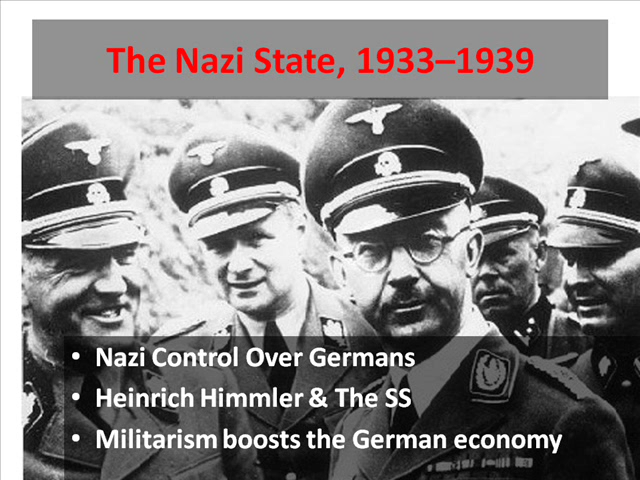 The Nazi State, 1933–1939
• Nazi Control Over Germans
• Heinrich Himmler & The SS
• Militarism boosts the German economy